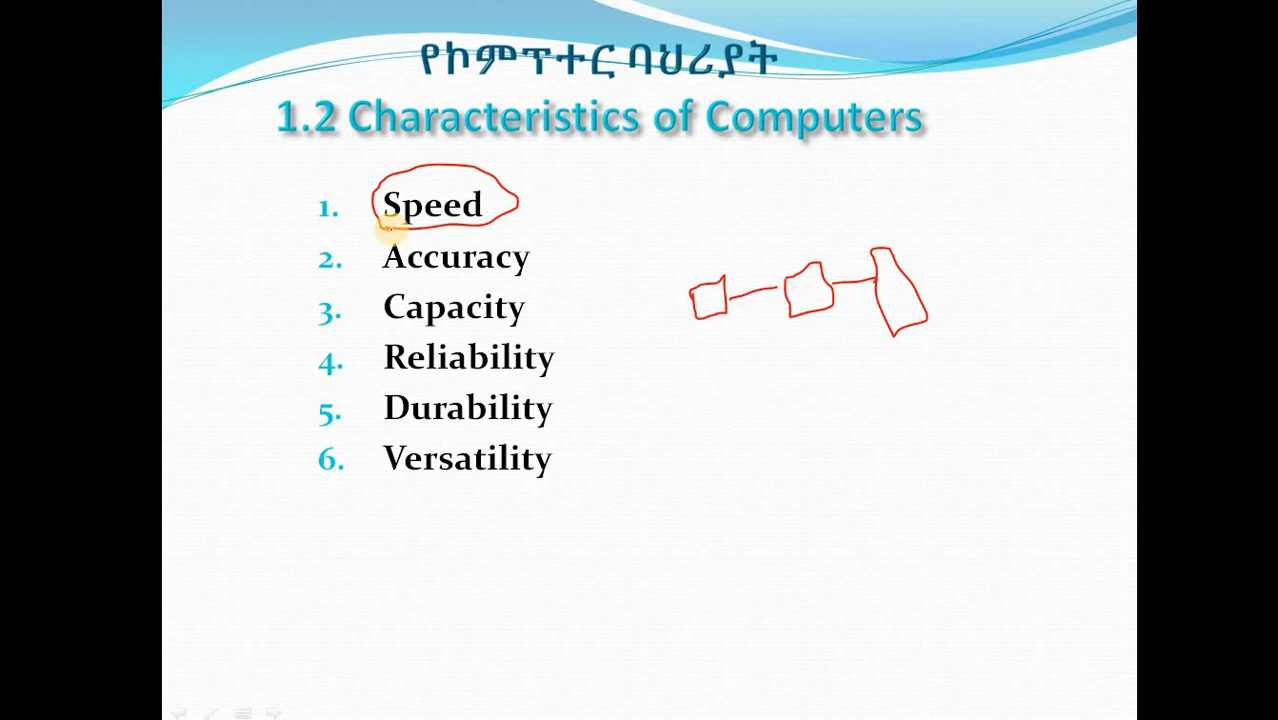 የኮምፕተር ባህሪያት
1.2 Characteristics of Computers
1. Speed
2. Accuracy
3. Capacity
4. Reliability
5. Durability
6. Versatility